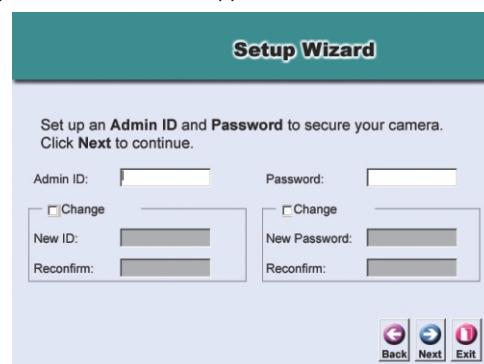 Setup Wizard
Set up an Admin ID and Password to secure your camera.
Click Next to continue.
Admin ID:
Password:
Change
Change
New ID:
New Password:
Reconfirm:
Reconfirm:
Back
Next
Exit